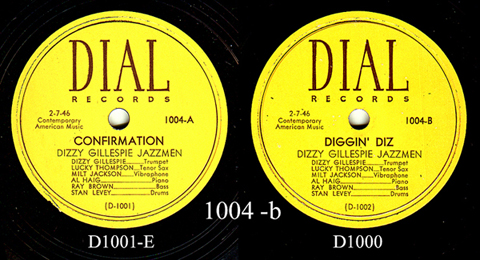 DIAL
RECORDS
2-7-46
Contemporary
American Music
1004-A
CONFIRMATION
DIZZY GILLESPIE JAZZMEN
DIZZY GILLESPIE......Trumpet
LUCKY THOMPSON...Tenor Sax
MILT JACKSON......Vibraphone
AL HAIG......Piano
RAY BROWN......Bass
STAN LEVEY......Drums
(D-1001)
DIAL
RECORDS
2-7-46
Contemporary
American Music
1004-B
DIGGIN' DIZ
DIZZY GILLESPIE JAZZMEN
DIZZY GILLESPIE......Trumpet
LUCKY THOMPSON...Tenor Sax
MILT JACKSON......Vibraphone
AL HAIG......Piano
RAY BROWN......Bass
STAN LEVEY......Drums
(D-1002)
1004 -b
D1001-E
D1000